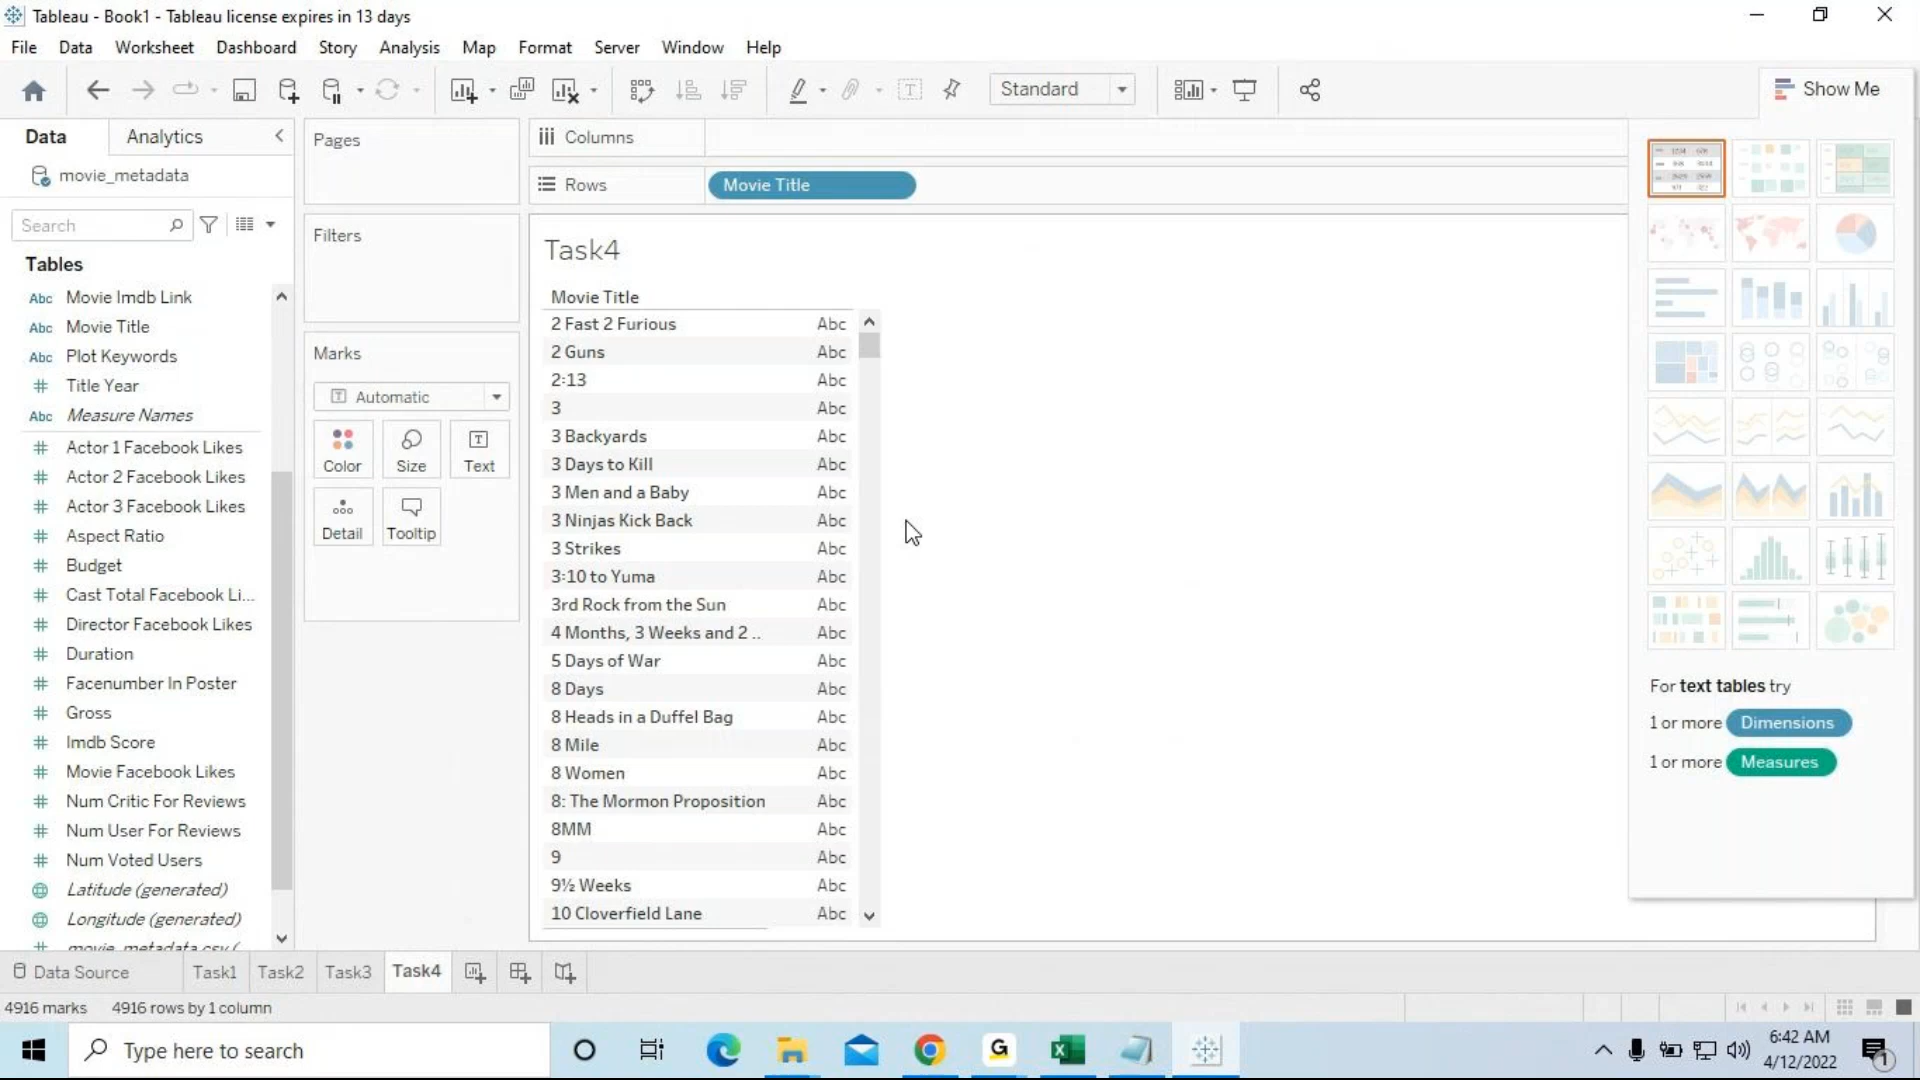 Tableau - Book1 - Tableau license expires in 13 days
File Data Worksheet Dashboard Story Analysis Map Format Server Window Help
Standard
Show Me
Data Analytics
movie_metadata
Search
Tables
Abc Movie Imdb Link
Abc Movie Title
Abc Plot Keywords
# Title Year
Abc Measure Names
# Actor 1 Facebook Likes
# Actor 2 Facebook Likes
# Actor 3 Facebook Likes
# Aspect Ratio
# Budget
# Cast Total Facebook Li...
# Director Facebook Likes
# Duration
# Facenumber In Poster
# Gross
# Imdb Score
# Movie Facebook Likes
# Num Critic For Reviews
# Num User For Reviews
# Num Voted Users
Latitude (generated)
Longitude (generated)
# movie_metadata.csv (
Pages
Filters
Marks
Automatic
Color Size Text
Detail Tooltip
Columns
Rows Movie Title
Task4
Movie Title
2 Fast 2 Furious Abc
2 Guns Abc
2:13 Abc
3 Abc
3 Backyards Abc
3 Days to Kill Abc
3 Men and a Baby Abc
3 Ninjas Kick Back Abc
3 Strikes Abc
3:10 to Yuma Abc
3rd Rock from the Sun Abc
4 Months, 3 Weeks and 2 .. Abc
5 Days of War Abc
8 Days Abc
8 Heads in a Duffel Bag Abc
8 Mile Abc
8 Women Abc
8: The Mormon Proposition Abc
8MM Abc
9 Abc
9½ Weeks Abc
10 Cloverfield Lane Abc
For text tables try
1 or more Dimensions
1 or more Measures
Data Source Task1 Task2 Task3 Task4
4916 marks 4916 rows by 1 column
Type here to search
G
6:42 AM
4/12/2022
1